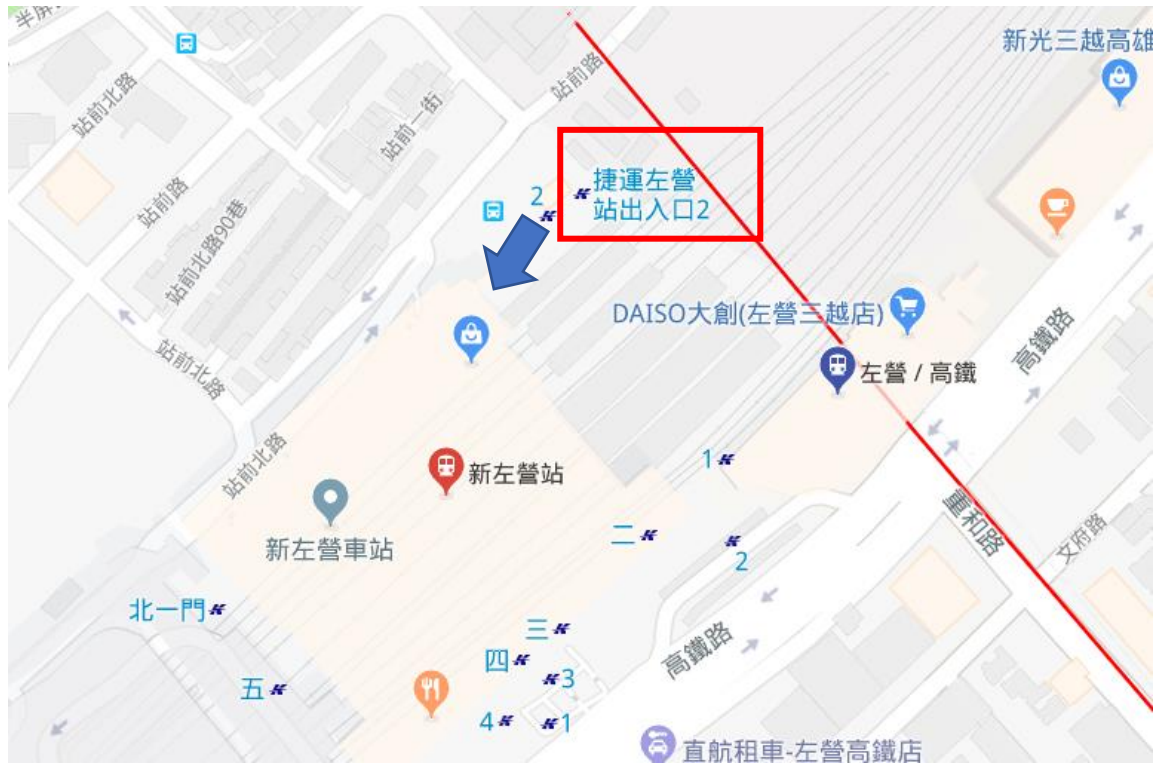 半屏
新光三越高雄
站前北路
站前一街
站前路
捷運左營
站出入口2
2
站前路
站前北路90巷
DAISO大創(左營三越店)
高鐵路
左營 / 高鐵
站前北路
1
新左營站
站前北路
重和路
文府路
二
2
新左營車站
北一門
三
四
3
高鐵路
五
4
1
直航租車-左營高鐵店